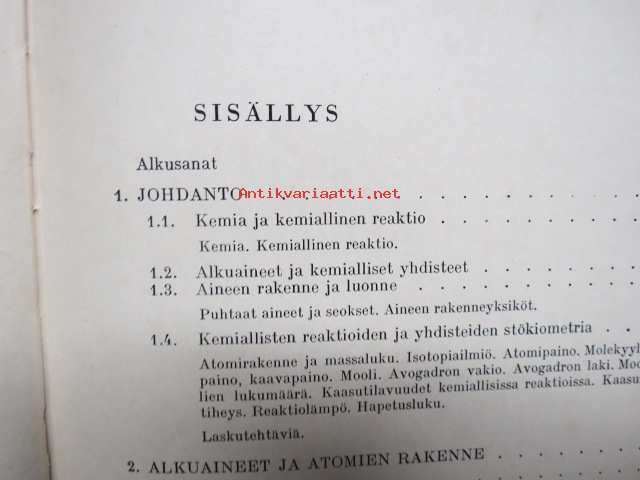 SISÄLLYS
Alkusanat
1. JOHDANTO
Antikvariaatti.net
1.1. Kemia ja kemiallinen reaktio
Kemia. Kemiallinen reaktio.
1.2. Alkuaineet ja kemialliset yhdisteet
1.3. Aineen rakenne ja luonne
Puhtaat aineet ja seokset. Aineen rakenneyksiköt.
1.4. Kemiallisten reaktioiden ja yhdisteiden stökiometria
Atomirakenne ja massaluku. Isotopiailmiö. Atomipaino. Molekyyl
paino, kaavapaino. Mooli. Avogadron vakio. Avogadron laki. Moo
lien lukumäärä. Kaasutilavuudet kemiallisissa reaktioissa. Kaasu
tiheys. Reaktiolämpö. Hapetusluku.
Laskutehtäviä.
2. ALKUAINEET JA ATOMIEN RAKENNE